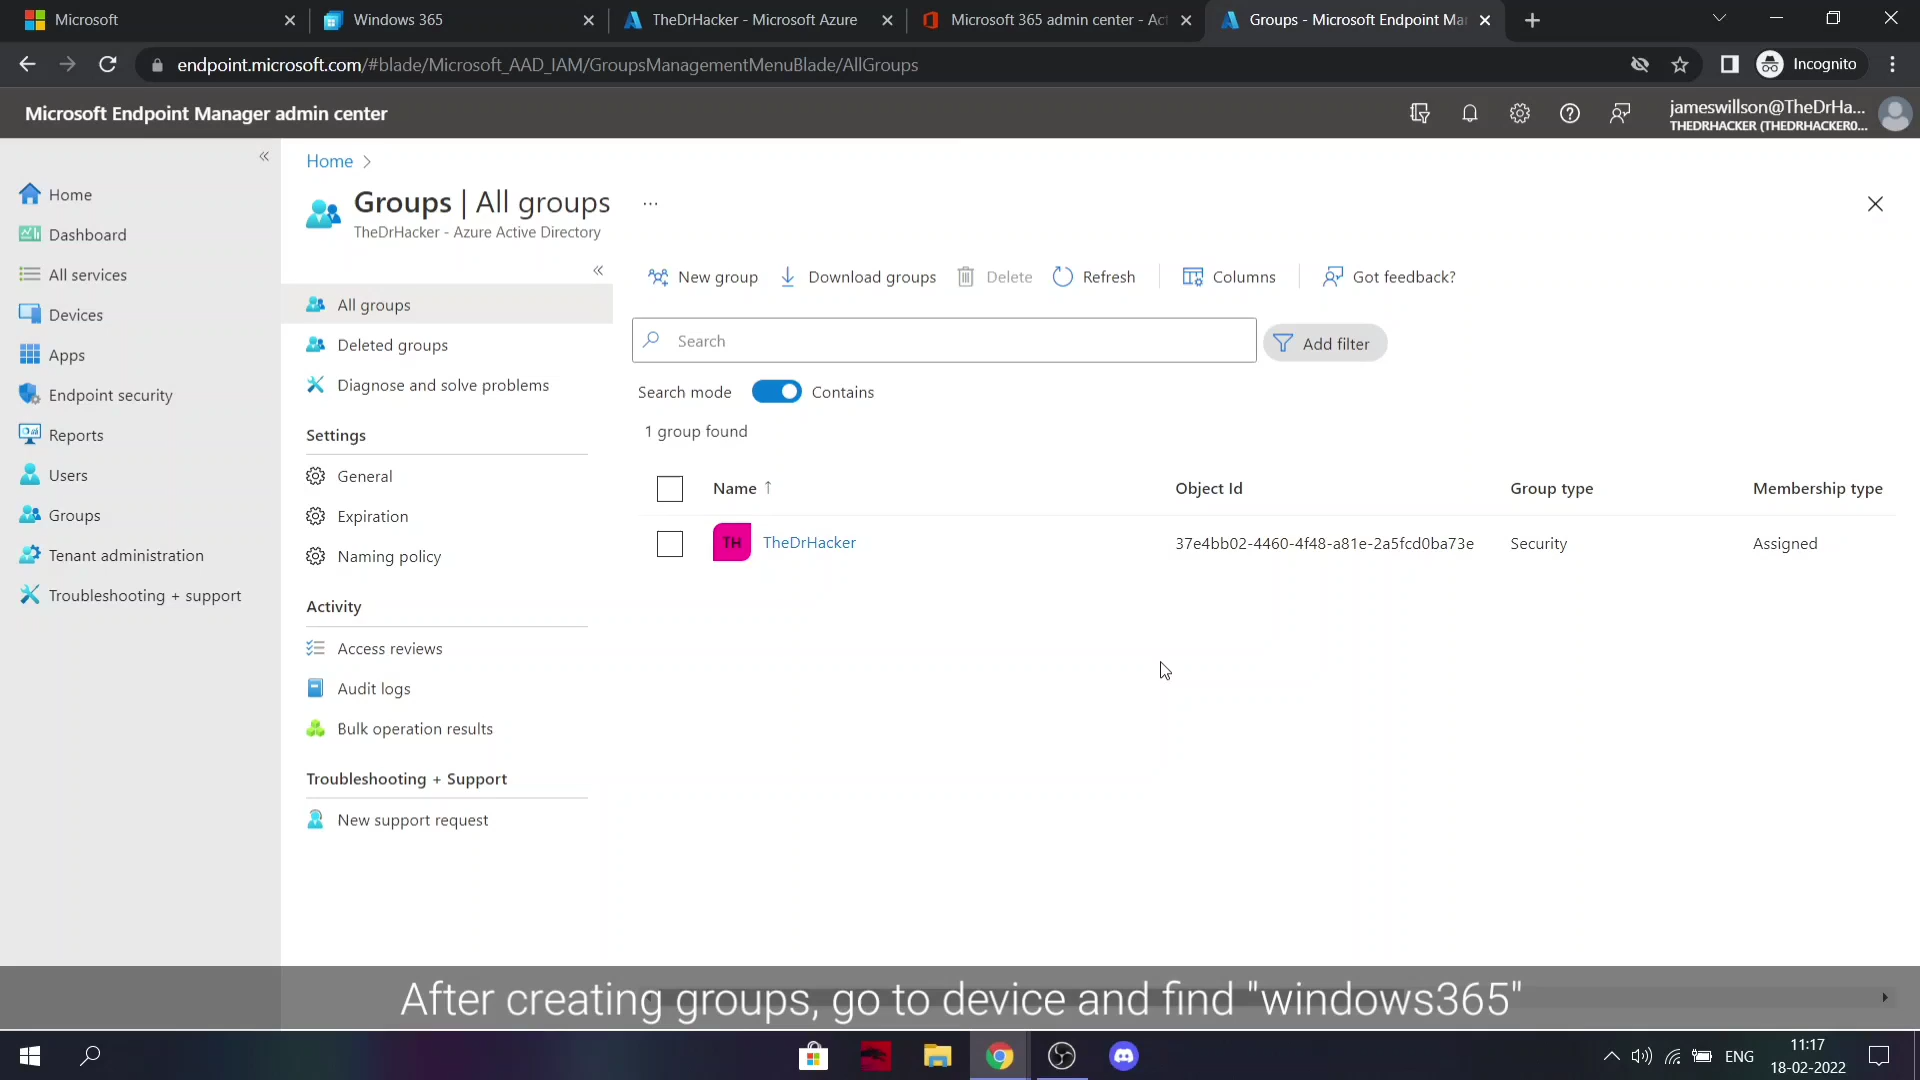 Microsoft
Windows 365
TheDrHacker - Microsoft Azure
Microsoft 365 admin center - Act
Groups - Microsoft Endpoint Man
endpoint.microsoft.com/#blade/Microsoft_AAD_IAM/GroupsManagementMenuBlade/AllGroups
Incognito
Microsoft Endpoint Manager admin center
jameswillson@TheDrHa...
THEDRHACKER (THEDRHACKER0...
Home
Dashboard
All services
Devices
Apps
Endpoint security
Reports
Users
Groups
Tenant administration
Troubleshooting + support
Home >
Groups | All groups ...
TheDrHacker - Azure Active Directory
All groups
Deleted groups
Diagnose and solve problems
Settings
General
Expiration
Naming policy
Activity
Access reviews
Audit logs
Bulk operation results
Troubleshooting + Support
New support request
New group
Download groups
Delete
Refresh
Columns
Got feedback?
Search
Add filter
Search mode
Contains
1 group found
Name ↑
Object Id
Group type
Membership type
TH
TheDrHacker
37e4bb02-4460-4f48-a81e-2a5fcd0ba73e
Security
Assigned
After creating groups, go to device and find "windows365"
ENG
11:17
18-02-2022